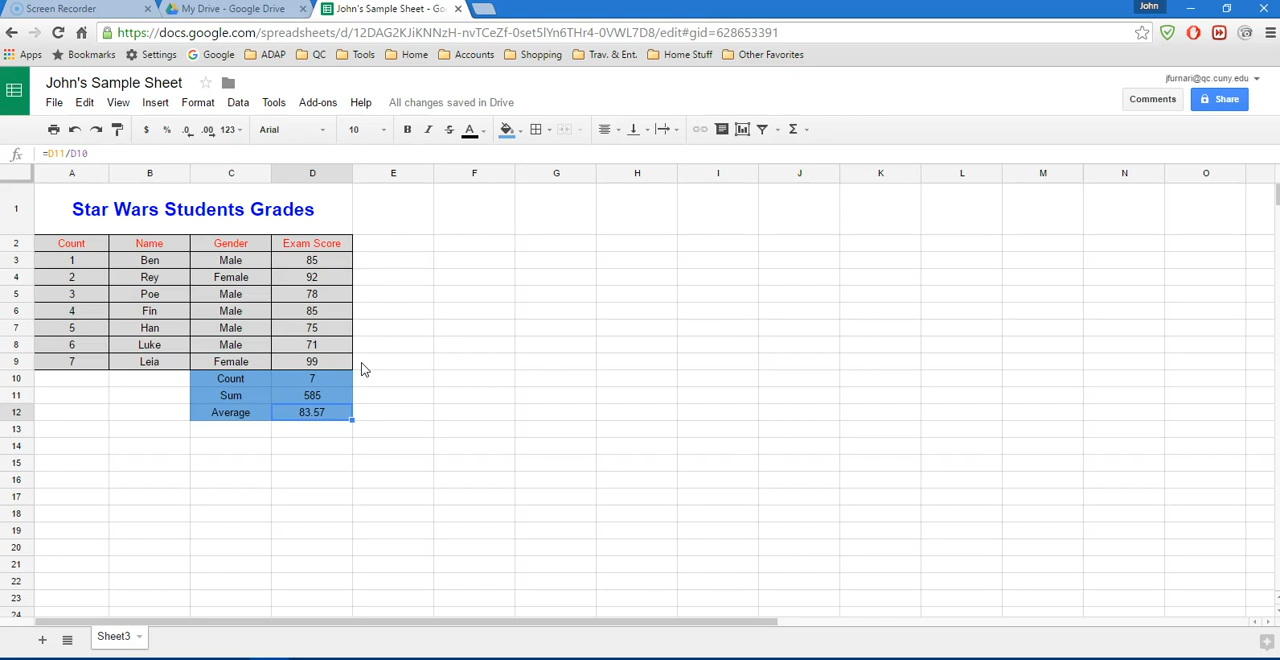 Screen Recorder × My Drive - Google Drive × John's Sample Sheet - Go × John
https://docs.google.com/spreadsheets/d/12DAG2KJiKNNzH-nvTCeZf-0set5lYn6THr4-0VWL7D8/edit#gid=628653391
Apps Bookmarks Settings Google ADAP QC Tools Home Accounts Shopping Trav. & Ent. Home Stuff Other Favorites
John's Sample Sheet jfurnari@qc.cuny.edu
File Edit View Insert Format Data Tools Add-ons Help All changes saved in Drive Comments Share
$ % .0 .00 123 Arial 10 B I S A Σ
fx =D11/D10
A B C D E F G H I J K L M N O
1 Star Wars Students Grades
2 Count Name Gender Exam Score
3 1 Ben Male 85
4 2 Rey Female 92
5 3 Poe Male 78
6 4 Fin Male 85
7 5 Han Male 75
8 6 Luke Male 71
9 7 Leia Female 99
10 Count 7
11 Sum 585
12 Average 83.57
13
14
15
16
17
18
19
20
21
22
23
24
+ Sheet3